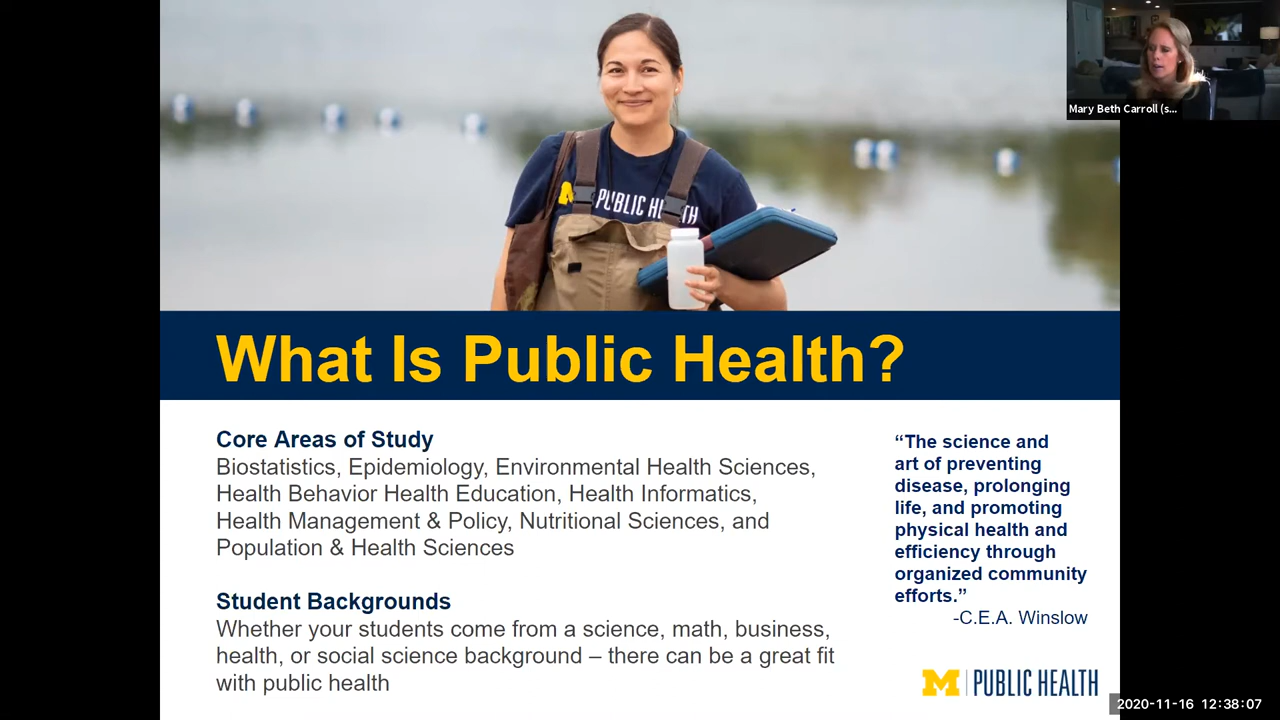 Mary Beth Carroll (s...
M PUBLIC HEALTH
What Is Public Health?
Core Areas of Study
Biostatistics, Epidemiology, Environmental Health Sciences,
Health Behavior Health Education, Health Informatics,
Health Management & Policy, Nutritional Sciences, and
Population & Health Sciences
Student Backgrounds
Whether your students come from a science, math, business,
health, or social science background – there can be a great fit
with public health
“The science and
art of preventing
disease, prolonging
life, and promoting
physical health and
efficiency through
organized community
efforts.”
-C.E.A. Winslow
M | PUBLIC HEALTH
2020-11-16 12:38:07